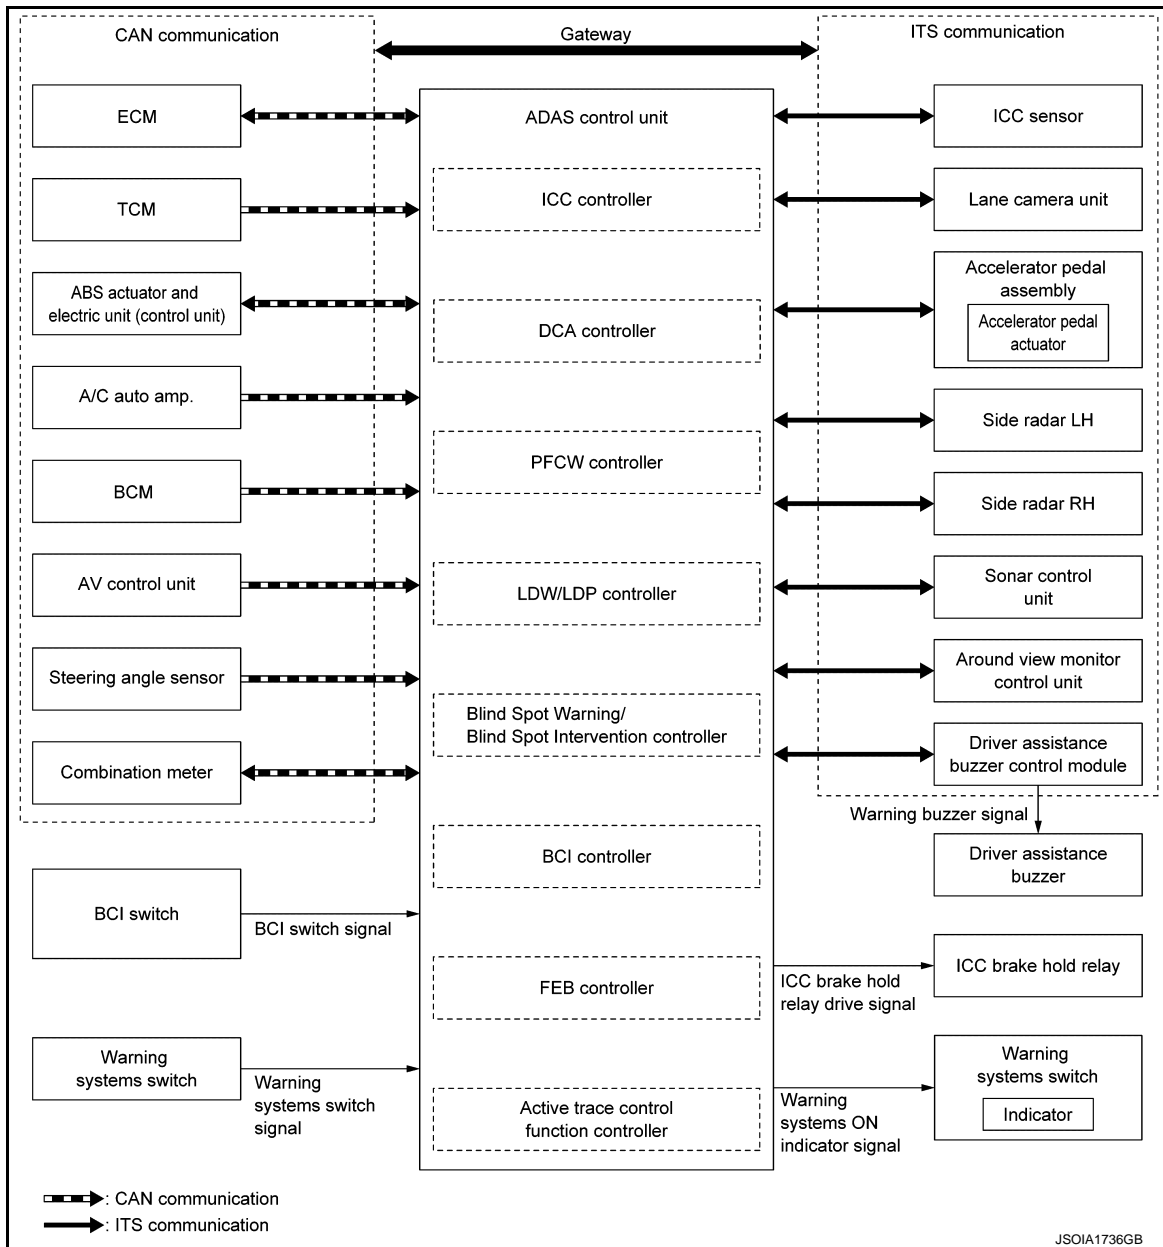 CAN communication
Gateway
ITS communication
ECM
TCM
ABS actuator and
electric unit (control unit)
A/C auto amp.
BCM
AV control unit
Steering angle sensor
Combination meter
BCI switch
BCI switch signal
Warning
systems switch
Warning
systems switch
signal
ADAS control unit
ICC controller
DCA controller
PFCW controller
LDW/LDP controller
Blind Spot Warning/
Blind Spot Intervention controller
BCI controller
FEB controller
Active trace control
function controller
ICC sensor
Lane camera unit
Accelerator pedal
assembly
Accelerator pedal
actuator
Side radar LH
Side radar RH
Sonar control
unit
Around view monitor
control unit
Driver assistance
buzzer control module
Warning buzzer signal
Driver assistance
buzzer
ICC brake hold
relay drive signal
ICC brake hold relay
Warning
systems ON
indicator signal
Warning
systems switch
Indicator
: CAN communication
: ITS communication
JSOIA1736GB